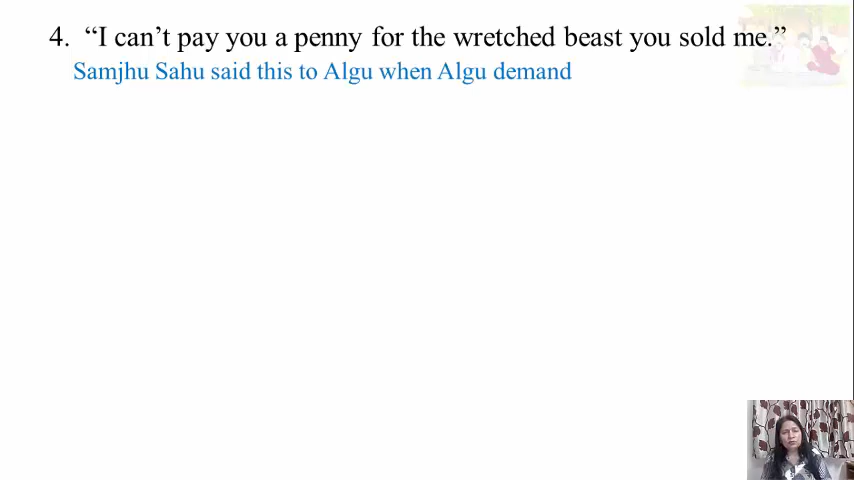 4. “I can’t pay you a penny for the wretched beast you sold me.”
Samjhu Sahu said this to Algu when Algu demand